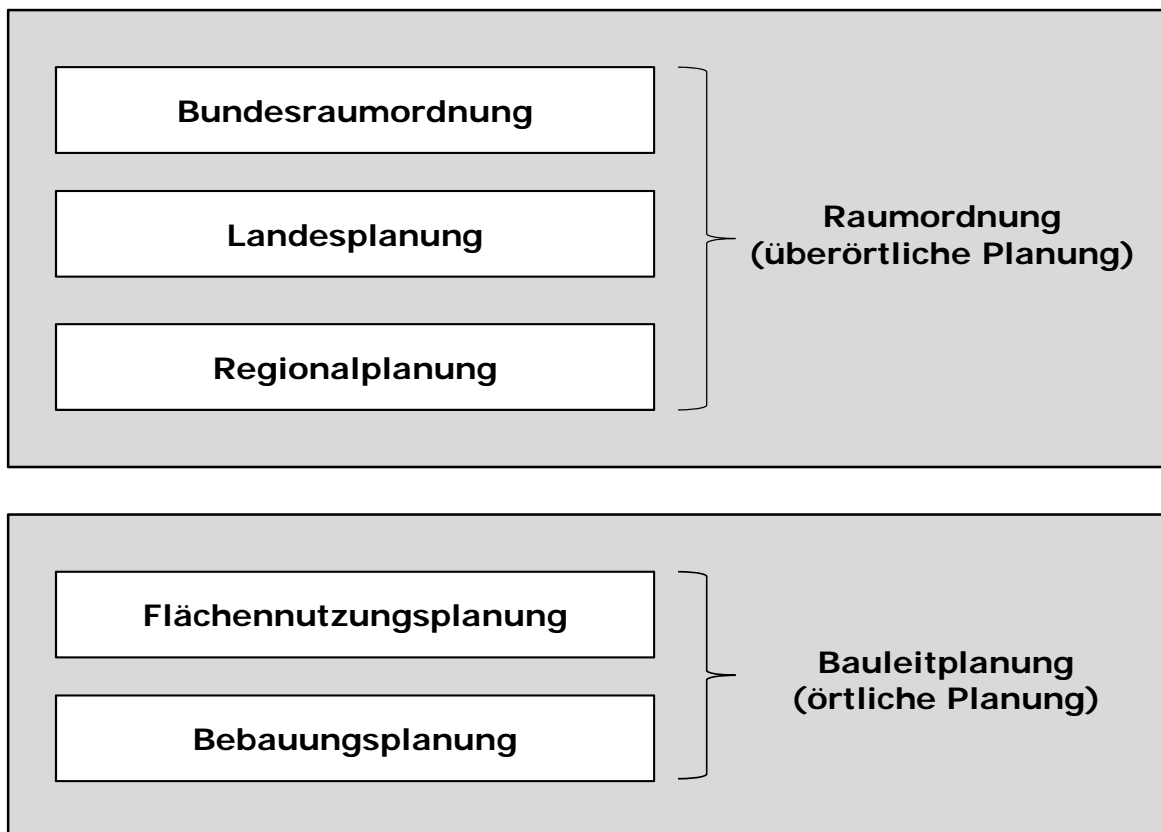 Bundesraumordnung
Landesplanung
Regionalplanung
Raumordnung
(überörtliche Planung)
Flächennutzungsplanung
Bebauungsplanung
Bauleitplanung
(örtliche Planung)